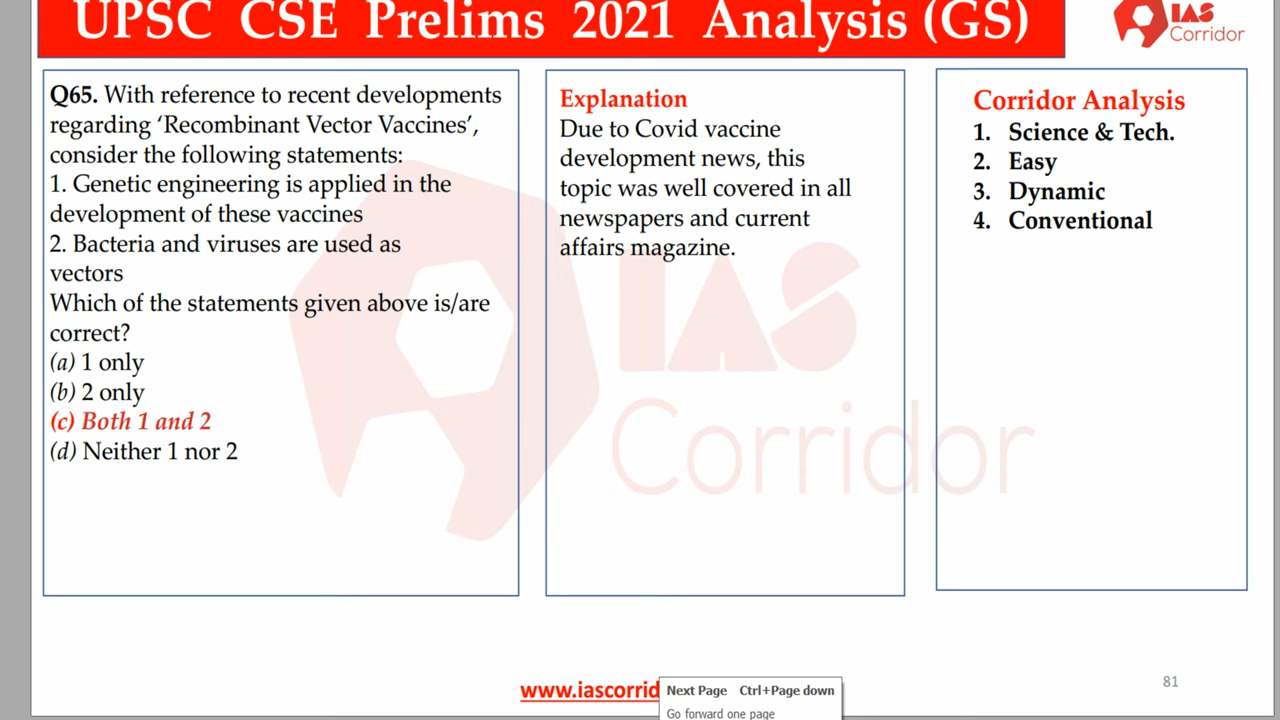 UPSC CSE Prelims 2021 Analysis (GS)
IAS
Corridor
Q65. With reference to recent developments
regarding ‘Recombinant Vector Vaccines’,
consider the following statements:
1. Genetic engineering is applied in the
development of these vaccines
2. Bacteria and viruses are used as
vectors
Which of the statements given above is/are
correct?
(a) 1 only
(b) 2 only
(c) Both 1 and 2
(d) Neither 1 nor 2
Explanation
Due to Covid vaccine
development news, this
topic was well covered in all
newspapers and current
affairs magazine.
Corridor Analysis
1. Science & Tech.
2. Easy
3. Dynamic
4. Conventional
IAS
Corridor
www.iascorrid
Next Page Ctrl+Page down
Go forward one page
81